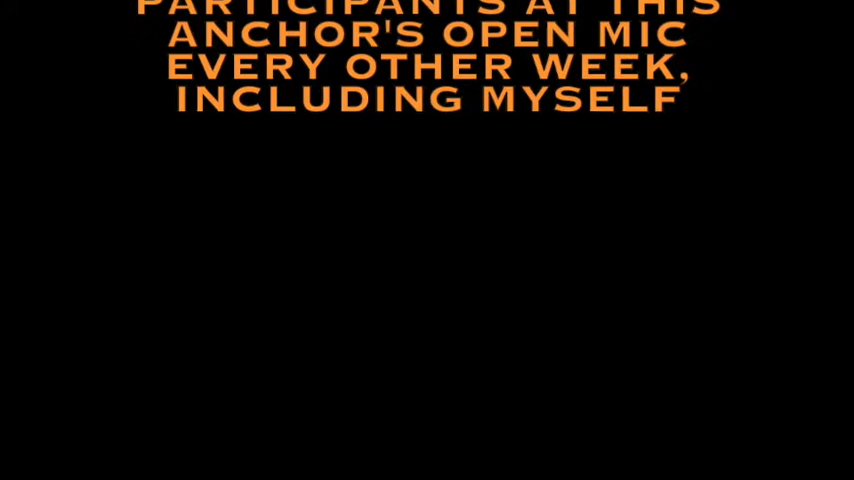 PARTICIPANTS AT THIS
ANCHOR'S OPEN MIC
EVERY OTHER WEEK,
INCLUDING MYSELF